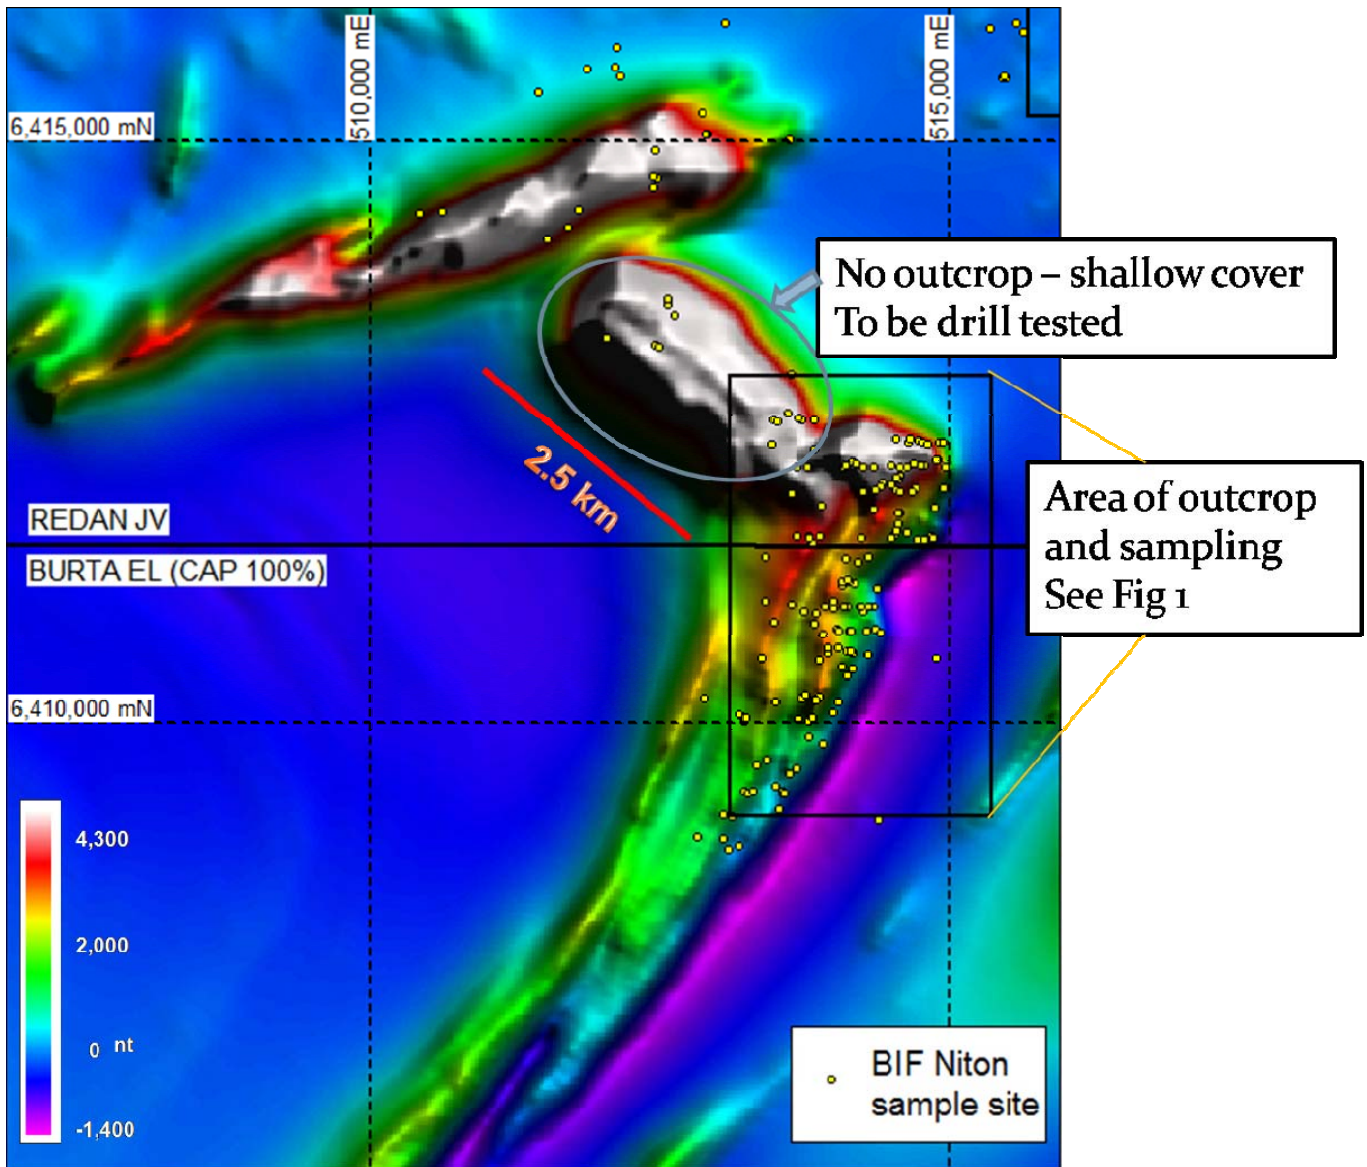 510,000 mE
515,000 mE
6,415,000 mN
No outcrop – shallow cover
To be drill tested
2.5 km
Area of outcrop
and sampling
See Fig 1
REDAN JV
BURTA EL (CAP 100%)
6,410,000 mN
4,300
2,000
0 nt
-1,400
BIF Niton
sample site